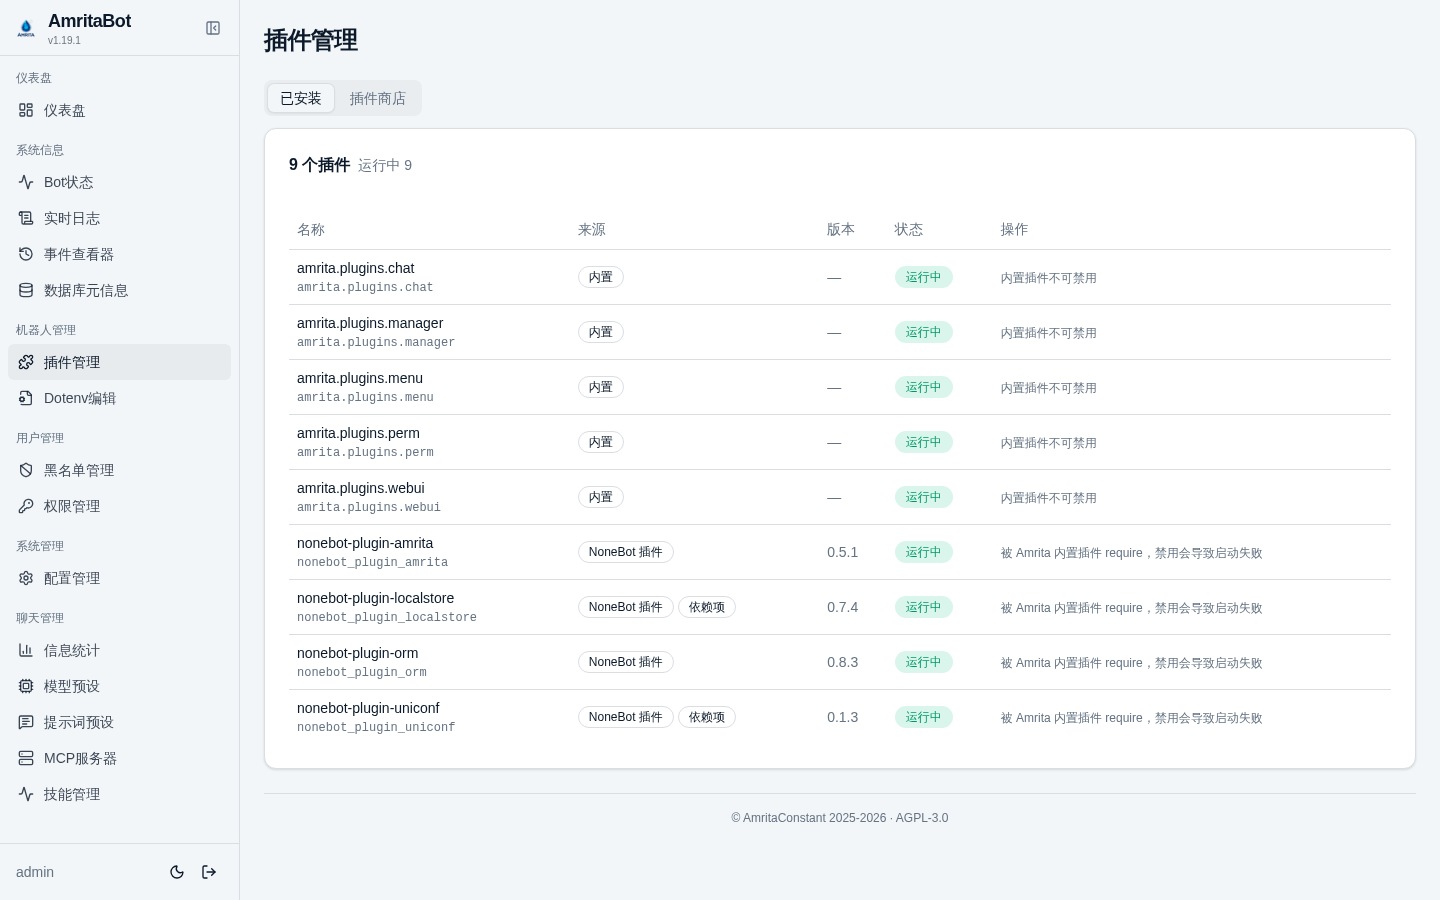 AmritaBot
v1.19.1
仪表盘
仪表盘
系统信息
Bot状态
实时日志
事件查看器
数据库元信息
机器人管理
插件管理
Dotenv编辑
用户管理
黑名单管理
权限管理
系统管理
配置管理
聊天管理
信息统计
模型预设
提示词预设
MCP服务器
技能管理
admin
插件管理
已安装 插件商店
9 个插件 运行中 9
名称 来源 版本 状态 操作
amrita.plugins.chat
amrita.plugins.chat
内置 — 运行中 内置插件不可禁用
amrita.plugins.manager
amrita.plugins.manager
内置 — 运行中 内置插件不可禁用
amrita.plugins.menu
amrita.plugins.menu
内置 — 运行中 内置插件不可禁用
amrita.plugins.perm
amrita.plugins.perm
内置 — 运行中 内置插件不可禁用
amrita.plugins.webui
amrita.plugins.webui
内置 — 运行中 内置插件不可禁用
nonebot-plugin-amrita
nonebot_plugin_amrita
NoneBot 插件 0.5.1 运行中 被 Amrita 内置插件 require，禁用会导致启动失败
nonebot-plugin-localstore
nonebot_plugin_localstore
NoneBot 插件 依赖项 0.7.4 运行中 被 Amrita 内置插件 require，禁用会导致启动失败
nonebot-plugin-orm
nonebot_plugin_orm
NoneBot 插件 0.8.3 运行中 被 Amrita 内置插件 require，禁用会导致启动失败
nonebot-plugin-uniconf
nonebot_plugin_uniconf
NoneBot 插件 依赖项 0.1.3 运行中 被 Amrita 内置插件 require，禁用会导致启动失败
© AmritaConstant 2025-2026 · AGPL-3.0